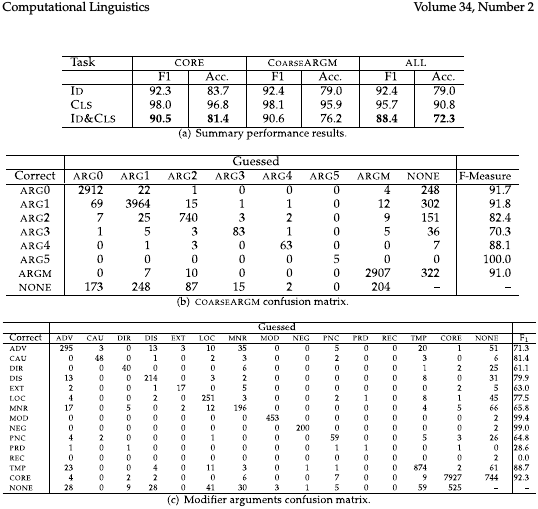 Computational Linguistics Volume 34, Number 2
Task CORE COARSEARGM ALL
F1 Acc. F1 Acc. F1 Acc.
ID 92.3 83.7 92.4 79.0 92.4 79.0
CLS 98.0 96.8 98.1 95.9 95.7 90.8
ID&CLS 90.5 81.4 90.6 76.2 88.4 72.3
(a) Summary performance results.
Guessed
Correct ARG0 ARG1 ARG2 ARG3 ARG4 ARG5 ARGM NONE F-Measure
ARG0 2912 22 1 0 0 0 4 248 91.7
ARG1 69 3964 15 1 1 0 12 302 91.8
ARG2 7 25 740 3 2 0 9 151 82.4
ARG3 1 5 3 83 1 0 5 36 70.3
ARG4 0 1 3 0 63 0 0 7 88.1
ARG5 0 0 0 0 0 5 0 0 100.0
ARGM 0 7 10 0 0 0 2907 322 91.0
NONE 173 248 87 15 2 0 204 – –
(b) COARSEARGM confusion matrix.
Guessed
Correct ADV CAU DIR DIS EXT LOC MNR MOD NEG PNC PRD REC TMP CORE NONE F1
ADV 295 3 0 13 3 10 35 0 0 5 0 0 20 1 51 71.3
CAU 0 48 0 1 0 2 3 0 0 2 0 0 3 0 6 81.4
DIR 0 0 40 0 0 0 6 0 0 0 0 0 1 2 25 61.1
DIS 13 0 0 214 0 3 2 0 0 0 0 0 8 0 31 79.9
EXT 2 0 0 1 17 0 5 0 0 0 0 0 0 2 5 63.0
LOC 4 0 0 2 0 251 3 0 0 2 1 0 8 1 45 77.5
MNR 17 0 5 0 2 12 196 0 0 0 0 0 4 5 66 65.8
MOD 0 0 0 0 0 0 0 453 0 0 0 0 0 0 2 99.4
NEG 0 0 0 0 0 0 0 0 200 0 0 0 0 0 2 99.0
PNC 4 2 0 0 0 1 0 0 0 59 0 0 5 3 26 64.8
PRD 1 0 1 0 0 0 0 0 0 1 1 0 1 0 0 28.6
REC 0 0 0 0 0 0 0 0 0 0 0 0 0 0 2 0.0
TMP 23 0 0 4 0 11 3 0 1 1 0 0 874 2 61 88.7
CORE 4 0 2 2 0 0 6 0 0 7 0 0 9 7927 744 92.3
NONE 28 0 9 28 0 41 30 3 1 5 0 0 59 525 – –
(c) Modifier arguments confusion matrix.